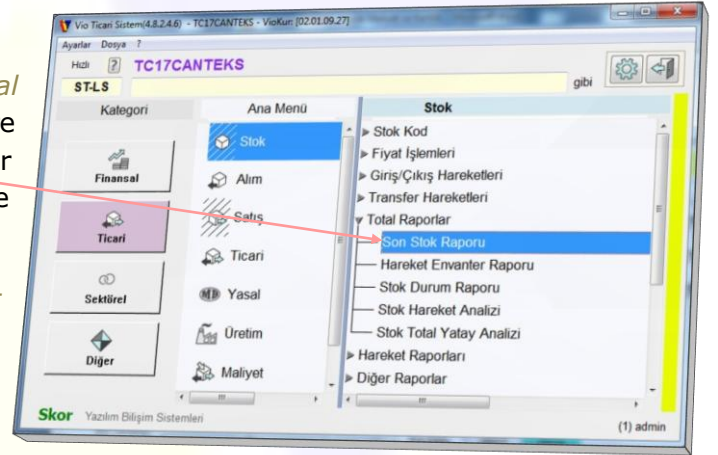 al
e
r
e
Vio Ticari Sistem(4.8.2.4.6) - TC17CANTEKS - VioKur: [02.01.09.27]
Ayarlar Dosya ?
Hızlı ? TC17CANTEKS
ST-LS
gibi
Kategori
Ana Menü
Stok
Finansal
Ticari
Sektörel
Diğer
Stok
Alım
Satış
Ticari
Yasal
Üretim
Maliyet
Stok Kod
Fiyat İşlemleri
Giriş/Çıkış Hareketleri
Transfer Hareketleri
Total Raporlar
Son Stok Raporu
Hareket Envanter Raporu
Stok Durum Raporu
Stok Hareket Analizi
Stok Total Yatay Analizi
Hareket Raporları
Diğer Raporlar
Skor Yazılım Bilişim Sistemleri
(1) admin